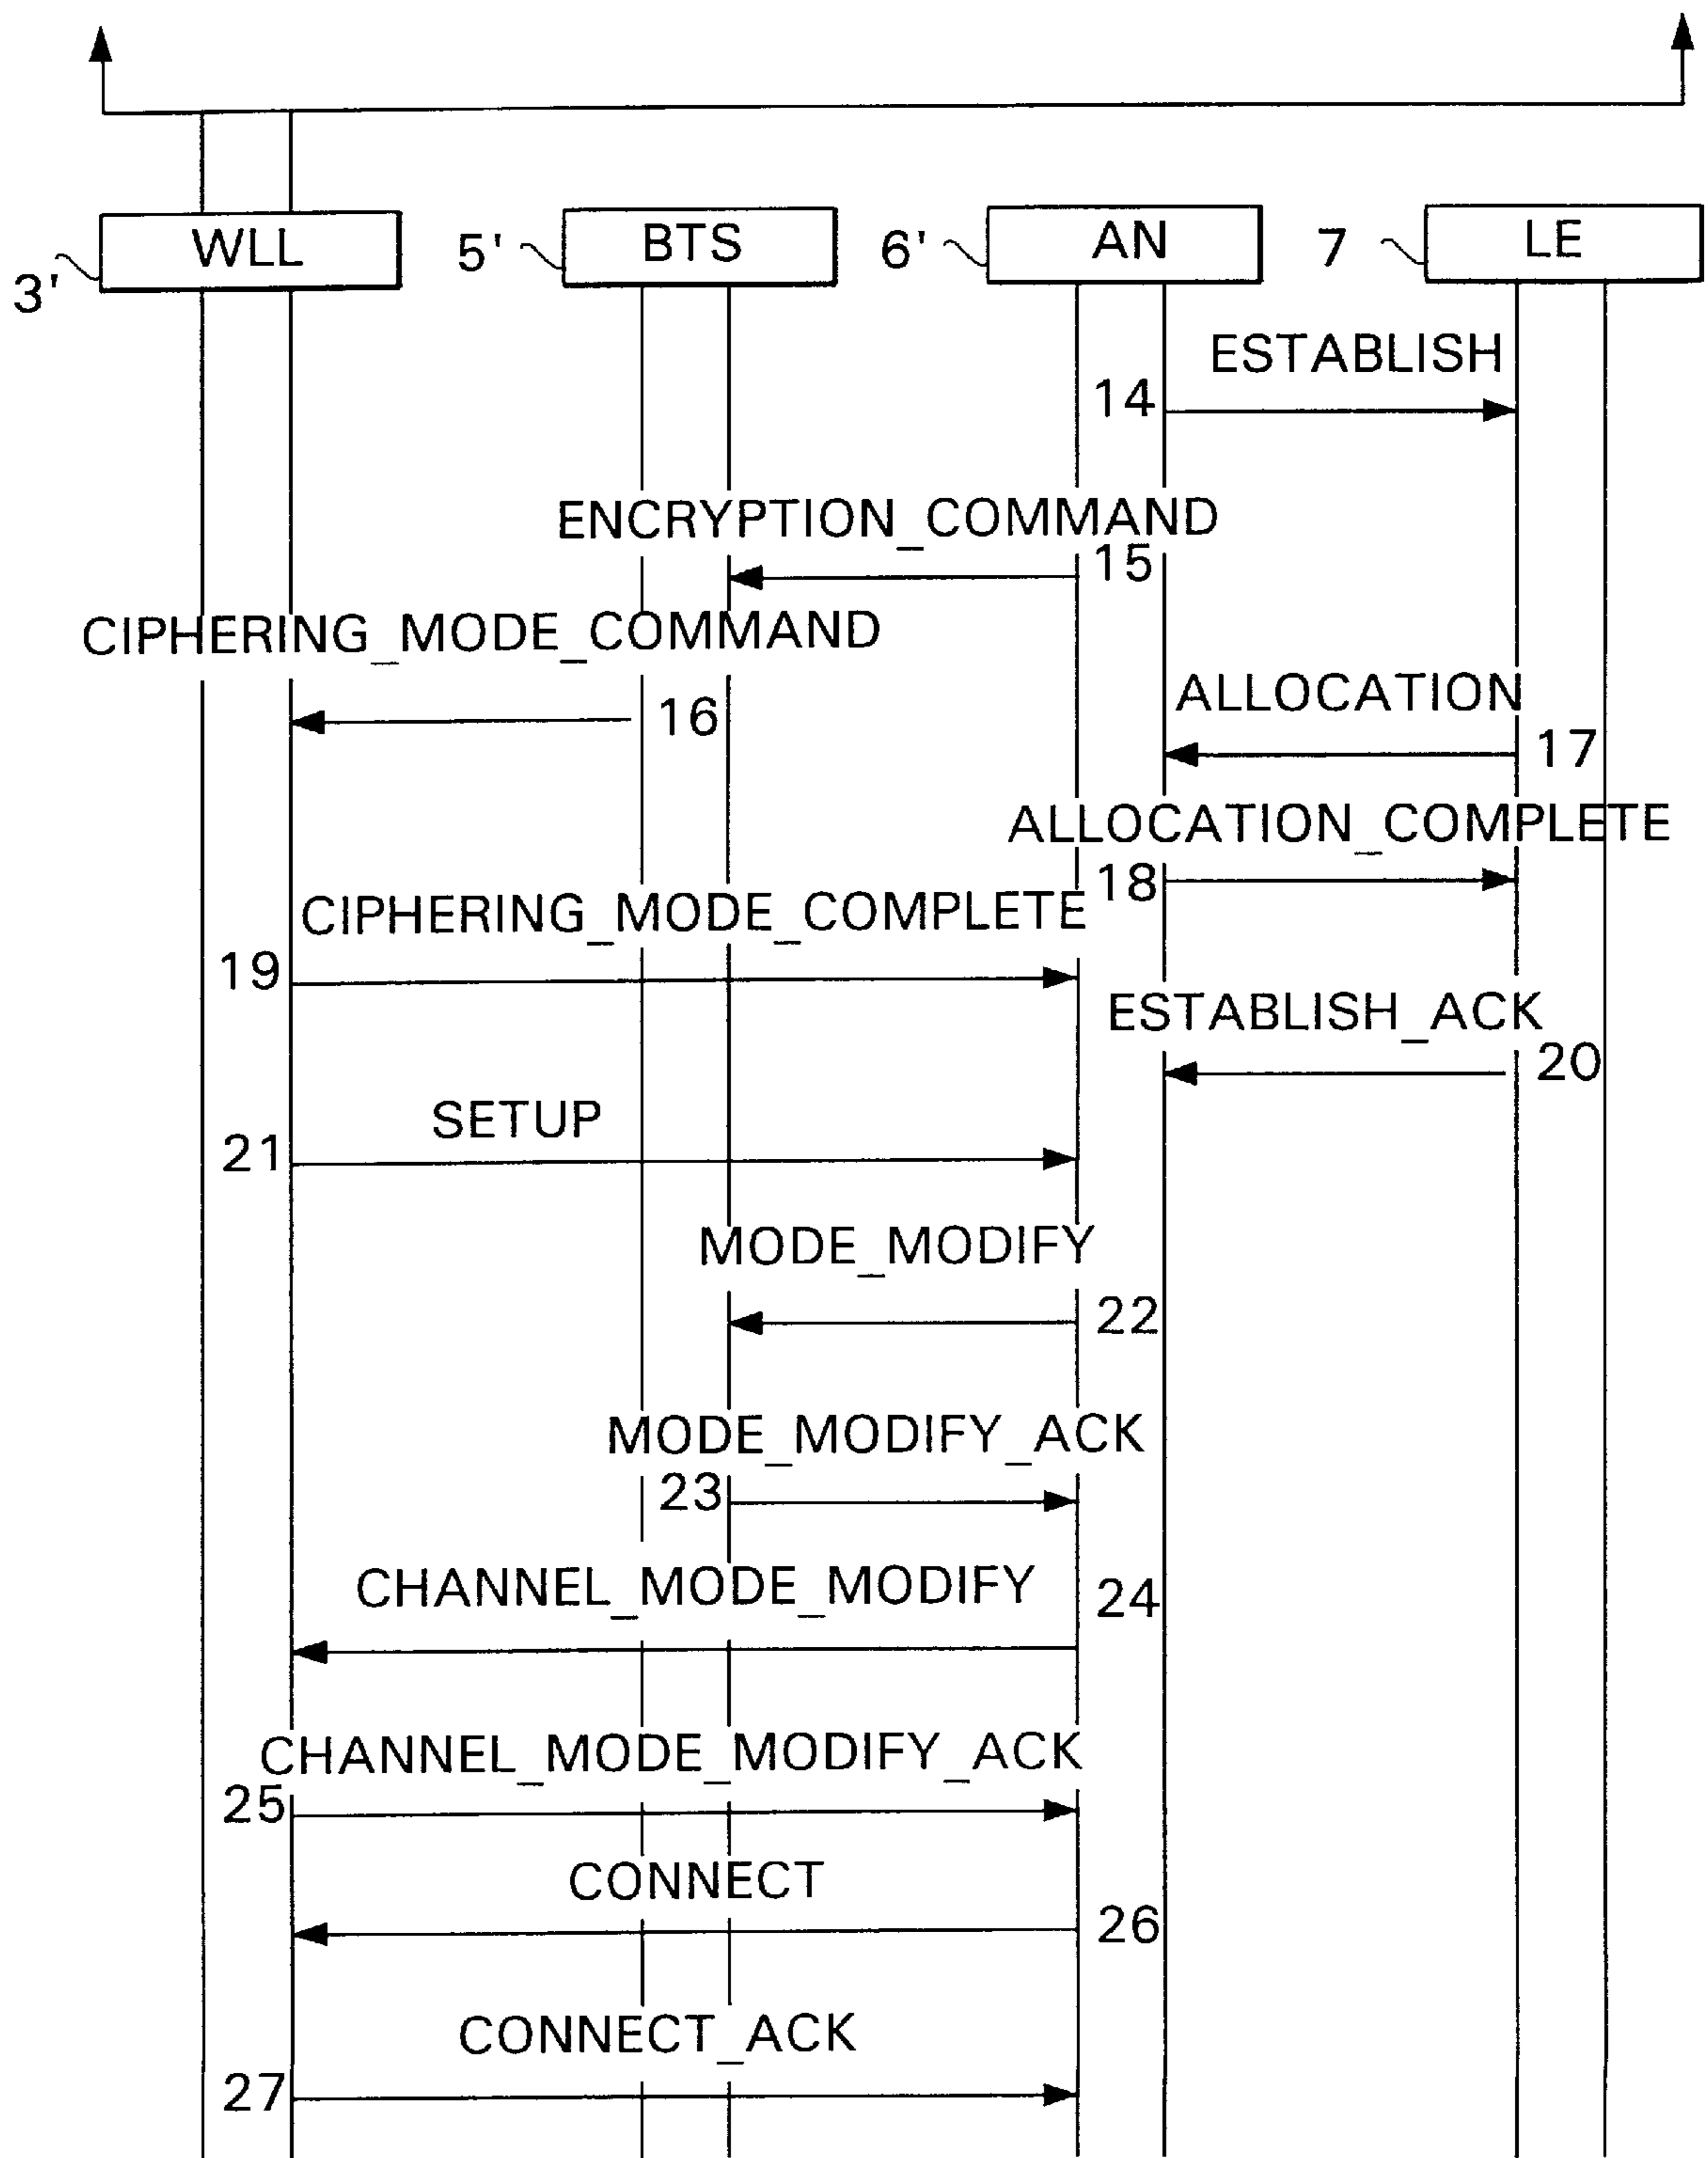 WLL
BTS
AN
LE
3'
5'
6'
7
ESTABLISH
14
ENCRYPTION_COMMAND
15
CIPHERING_MODE_COMMAND
16
ALLOCATION
17
ALLOCATION_COMPLETE
18
CIPHERING_MODE_COMPLETE
19
ESTABLISH_ACK
20
SETUP
21
MODE_MODIFY
22
MODE_MODIFY_ACK
23
CHANNEL_MODE_MODIFY
24
CHANNEL_MODE_MODIFY_ACK
25
CONNECT
26
CONNECT_ACK
27